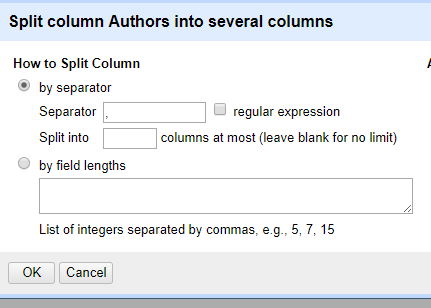 Split column Authors into several columns
How to Split Column
by separator
Separator , regular expression
Split into columns at most (leave blank for no limit)
by field lengths
List of integers separated by commas, e.g., 5, 7, 15
OK Cancel